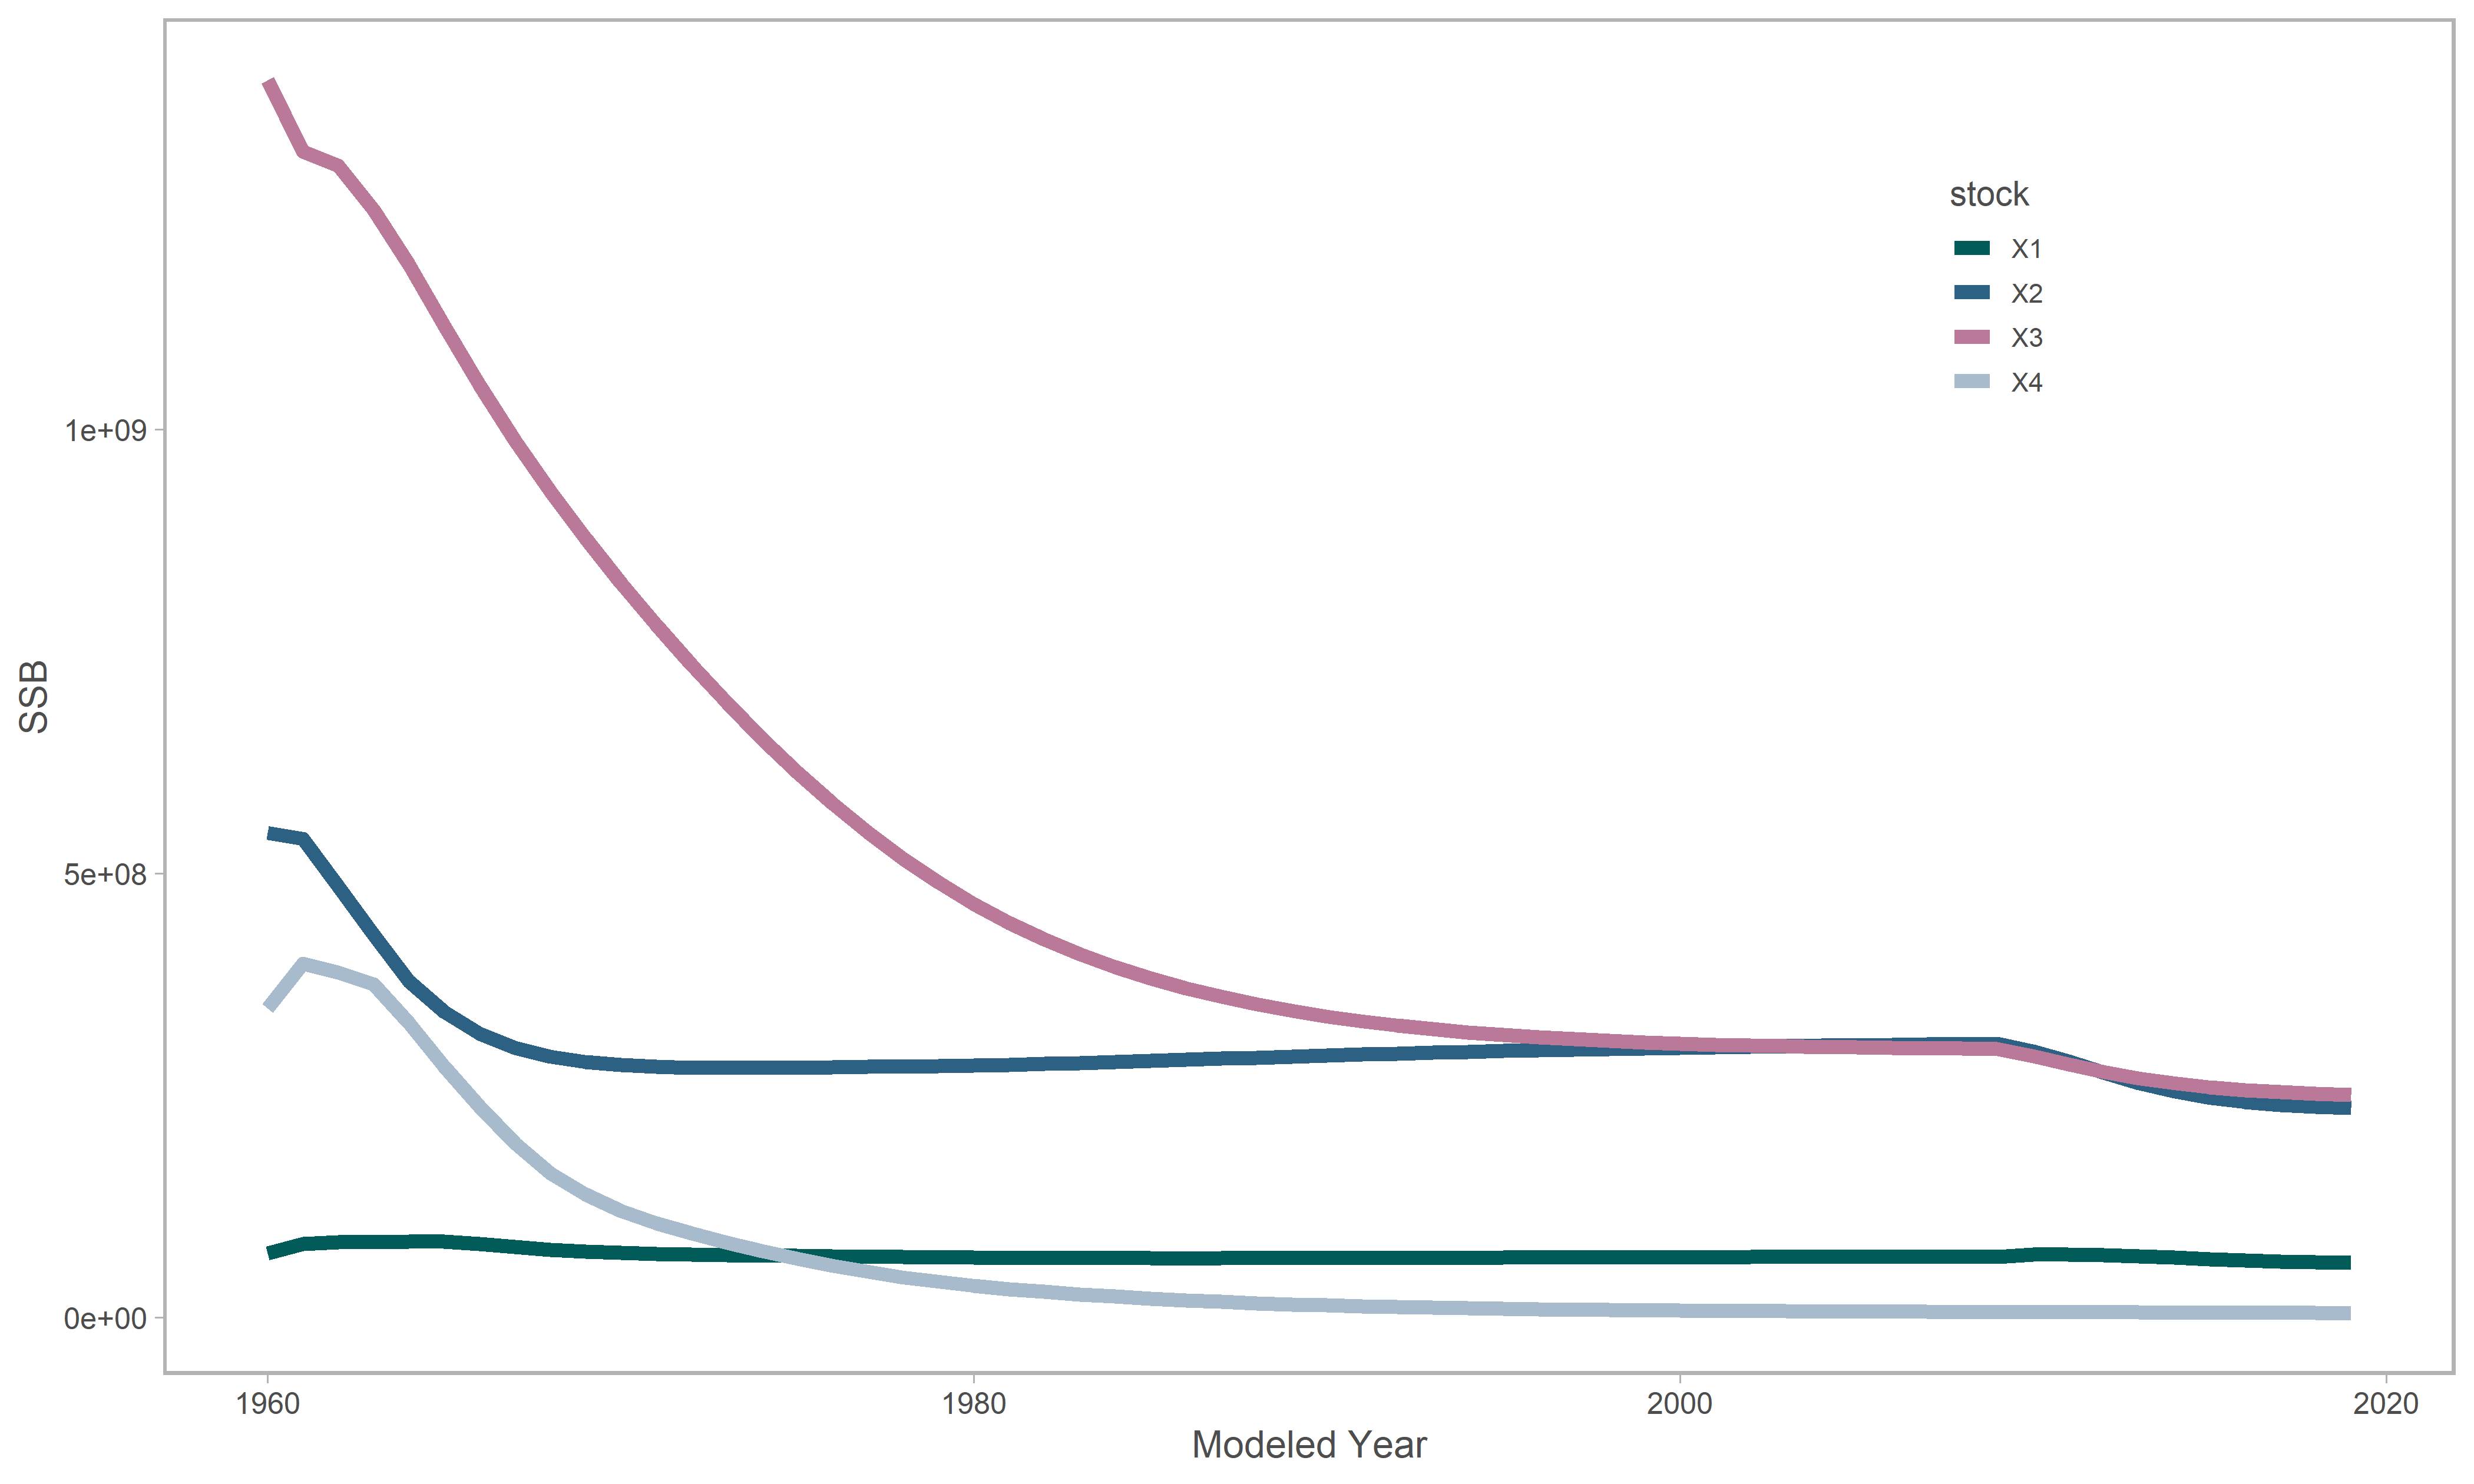 stock
X1
X2
X3
X4
1e+09
5e+08
0e+00
SSB
1960
1980
2000
2020
Modeled Year